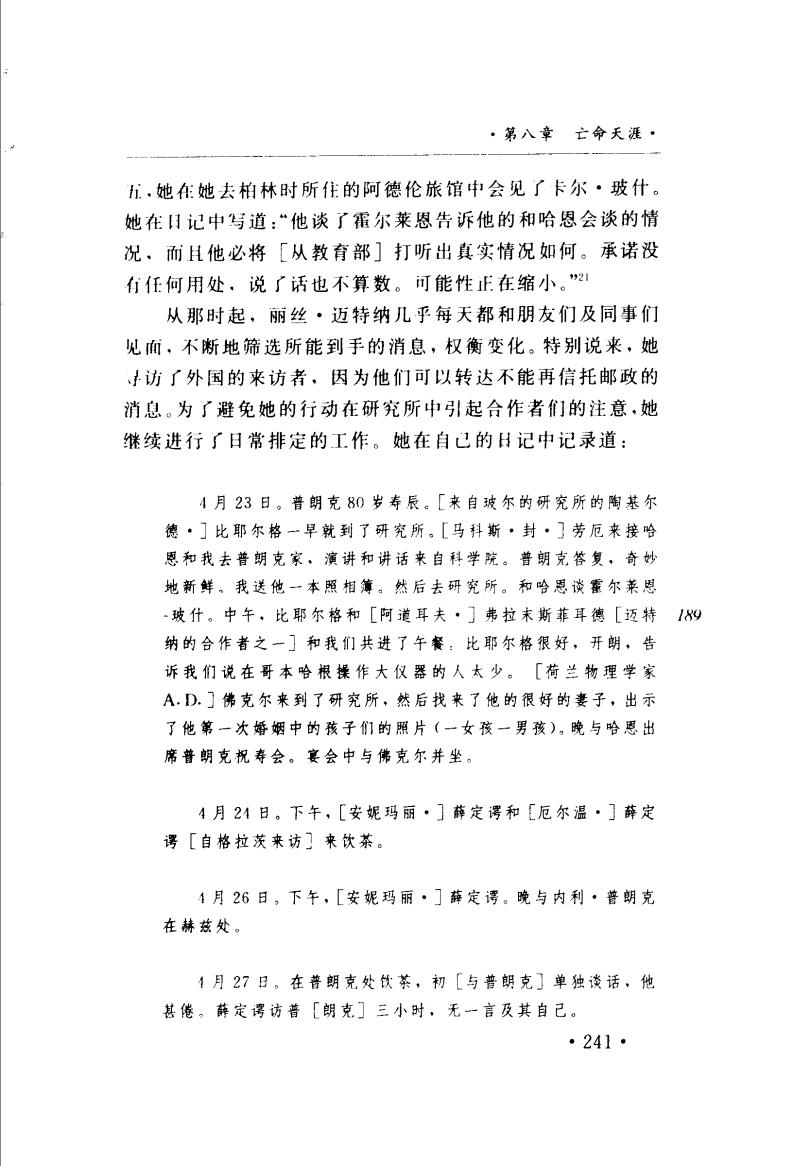 ·第八章 亡命天涯·
五,她在她去柏林时所住的阿德伦旅馆中会见了卡尔·玻什。
她在日记中写道:“他谈了霍尔莱恩告诉他的和哈恩会谈的情
况,而且他必将[从教育部]打听出真实情况如何。承诺没
有任何用处,说了话也不算数。可能性正在缩小。”21
从那时起,丽丝·迈特纳几乎每天都和朋友们及同事们
见面,不断地筛选所能到手的消息,权衡变化。特别说来,她
寻访了外国的来访者,因为他们可以转达不能再信托邮政的
消息。为了避免她的行动在研究所中引起合作者们的注意,她
继续进行了日常排定的工作。她在自己的日记中记录道:
4月23日。普朗克80岁寿辰。[来自玻尔的研究所的陶基尔
德·]比耶尔格一早就到了研究所。[马科斯·封·]劳厄来接哈
恩和我去普朗克家,演讲和讲话来自科学院。普朗克答复,奇妙
地新鲜。我送他一本照相簿。然后去研究所。和哈恩谈霍尔莱恩
-玻什。中午,比耶尔格和[阿道耳夫·]弗拉末斯菲耳德[迈特
189
纳的合作者之一]和我们共进了午餐;比耶尔格很好,开朗,告
诉我们说在哥本哈根操作大仪器的人太少。[荷兰物理学家
A.D.]佛克尔来到了研究所,然后找来了他的很好的妻子,出示
了他第一次婚姻中的孩子们的照片(一女孩一男孩)。晚与哈恩出
席普朗克祝寿会。宴会中与佛克尔并坐。
4月24日。下午,[安妮玛丽·]薛定谔和[厄尔温·]薛定
谔[自格拉茨来访]来饮茶。
4月26日。下午,[安妮玛丽·]薛定谔。晚与内利·普朗克
在赫兹处。
4月27日。在普朗克处饮茶,初[与普朗克]单独谈话,他
甚倦。薛定谔访普[朗克]三小时,无一言及其自己。
·241·